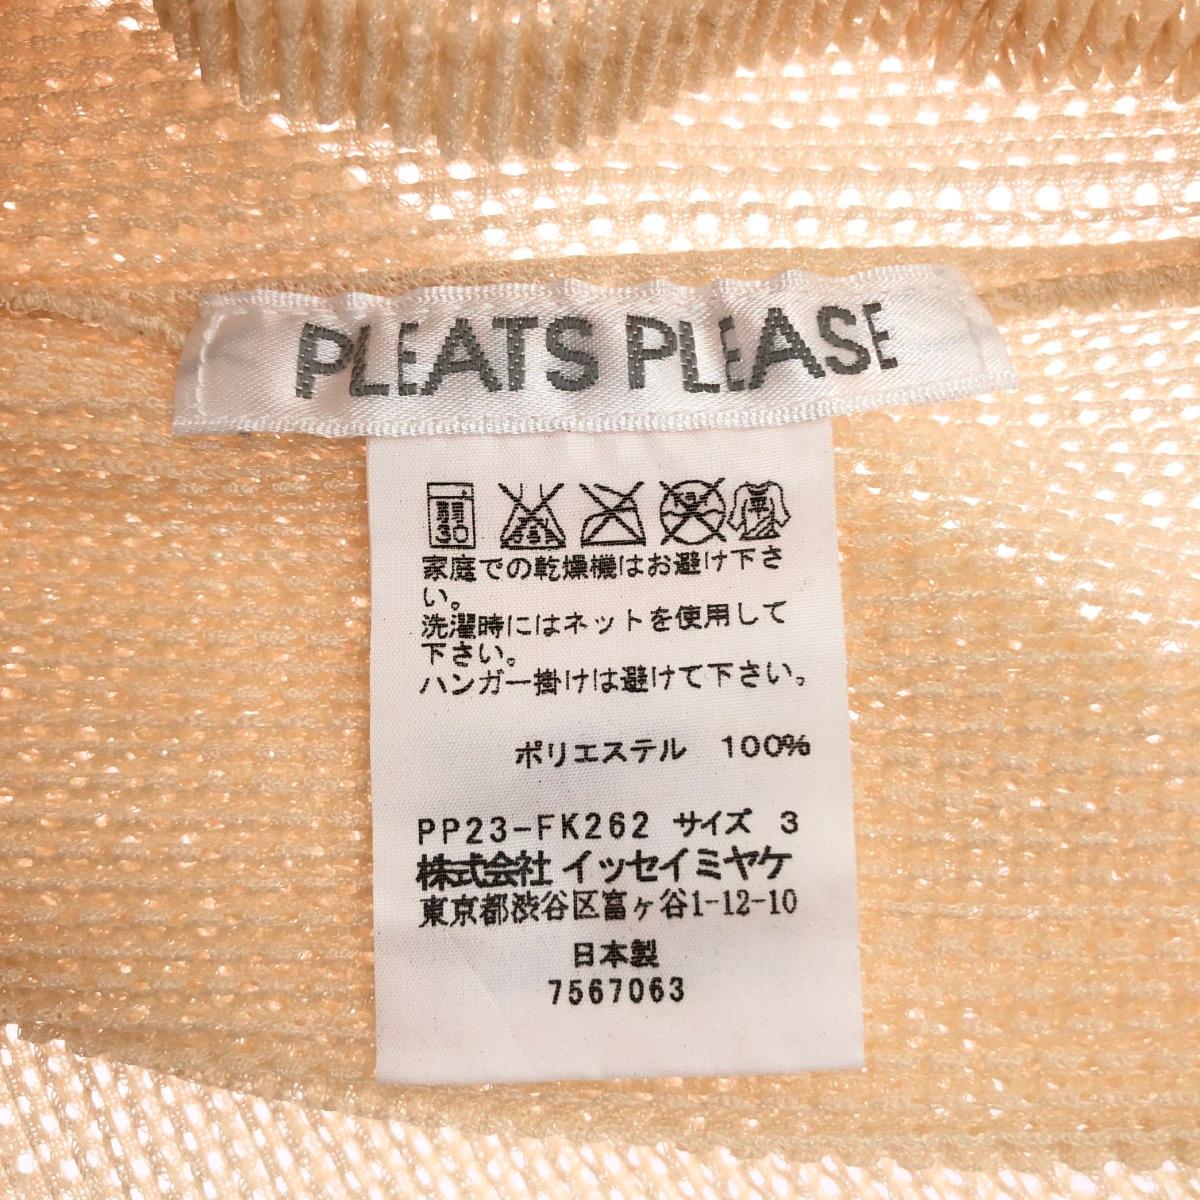 PLEATS PLEASE
弱
30
平
家庭での乾燥機はお避け下さ
い。
洗濯時にはネットを使用して
下さい。
ハンガー掛けは避けて下さい。
ポリエステル 100%
PP23-FK262 サイズ 3
株式会社 イッセイミヤケ
東京都渋谷区富ヶ谷1-12-10
日本製
7567063